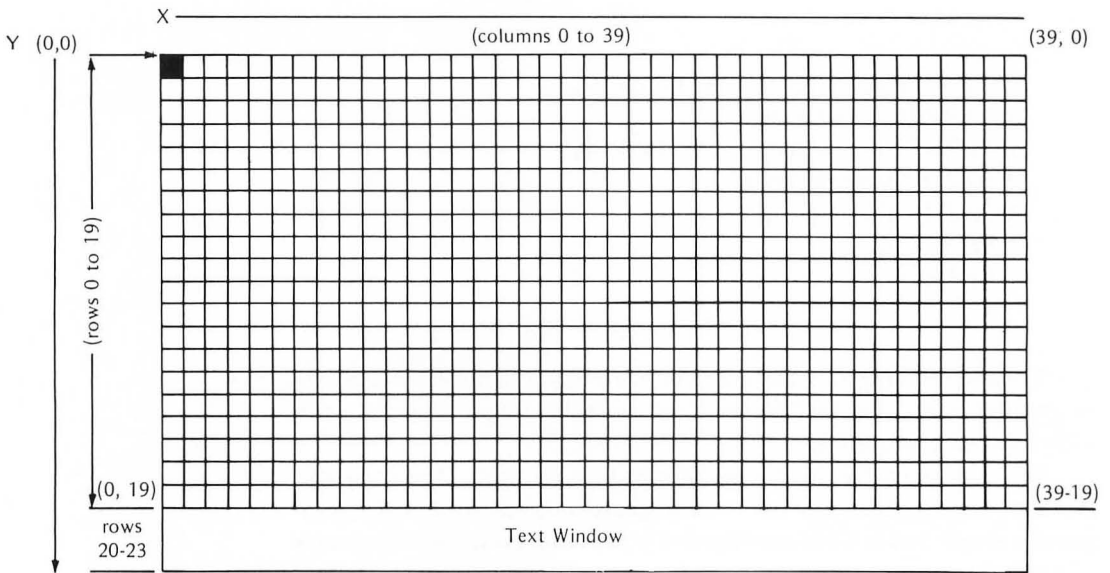 X
(columns 0 to 39)
Y (0,0)
(39, 0)
(rows 0 to 19)
(0, 19)
(39-19)
rows
20-23
Text Window